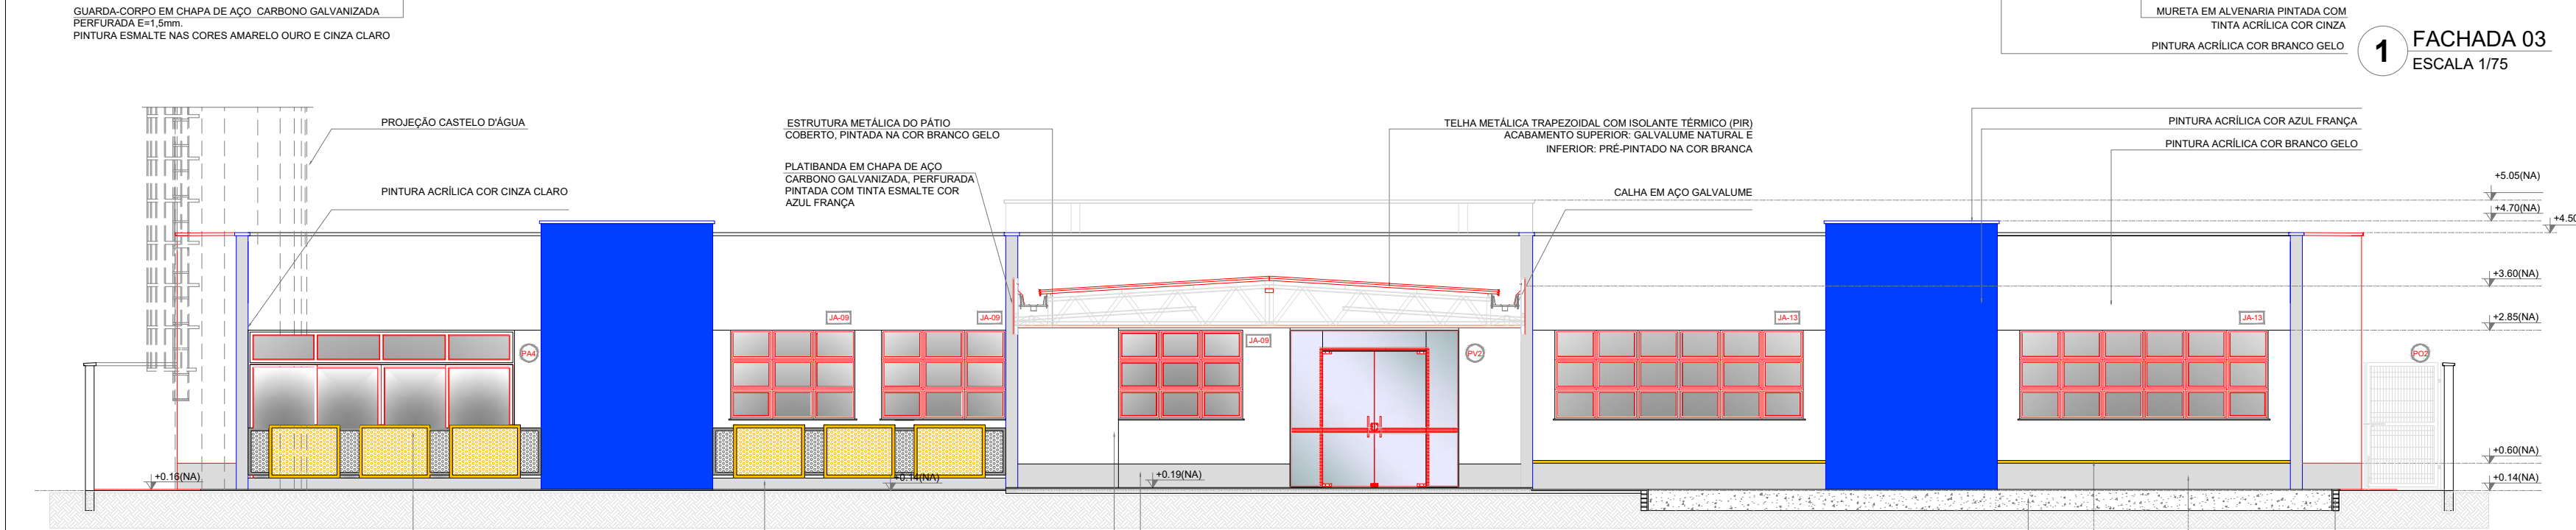 GUARDA-CORPO EM CHAPA DE AÇO CARBONO GALVANIZADA
PERFURADA E=1,5mm.
PINTURA ESMALTE NAS CORES AMARELO OURO E CINZA CLARO
MURETA EM ALVENARIA PINTADA COM
TINTA ACRÍLICA COR CINZA
PINTURA ACRÍLICA COR BRANCO GELO
1
FACHADA 03
ESCALA 1/75
PROJEÇÃO CASTELO D'ÁGUA
PINTURA ACRÍLICA COR CINZA CLARO
ESTRUTURA METÁLICA DO PÁTIO
COBERTO, PINTADA NA COR BRANCO GELO
PLATIBANDA EM CHAPA DE AÇO
CARBONO GALVANIZADA, PERFURADA
PINTADA COM TINTA ESMALTE COR
AZUL FRANÇA
TELHA METÁLICA TRAPEZOIDAL COM ISOLANTE TÉRMICO (PIR)
ACABAMENTO SUPERIOR: GALVALUME NATURAL E
INFERIOR: PRÉ-PINTADO NA COR BRANCA
CALHA EM AÇO GALVALUME
PINTURA ACRÍLICA COR AZUL FRANÇA
PINTURA ACRÍLICA COR BRANCO GELO
+5.05(NA)
+4.70(NA)
+4.50
+3.60(NA)
+2.85(NA)
+0.60(NA)
+0.14(NA)
JA-09
JA-09
JA-09
JA-13
JA-13
PA4
PV2
PO2
+0.16(NA)
+0.14(NA)
+0.19(NA)